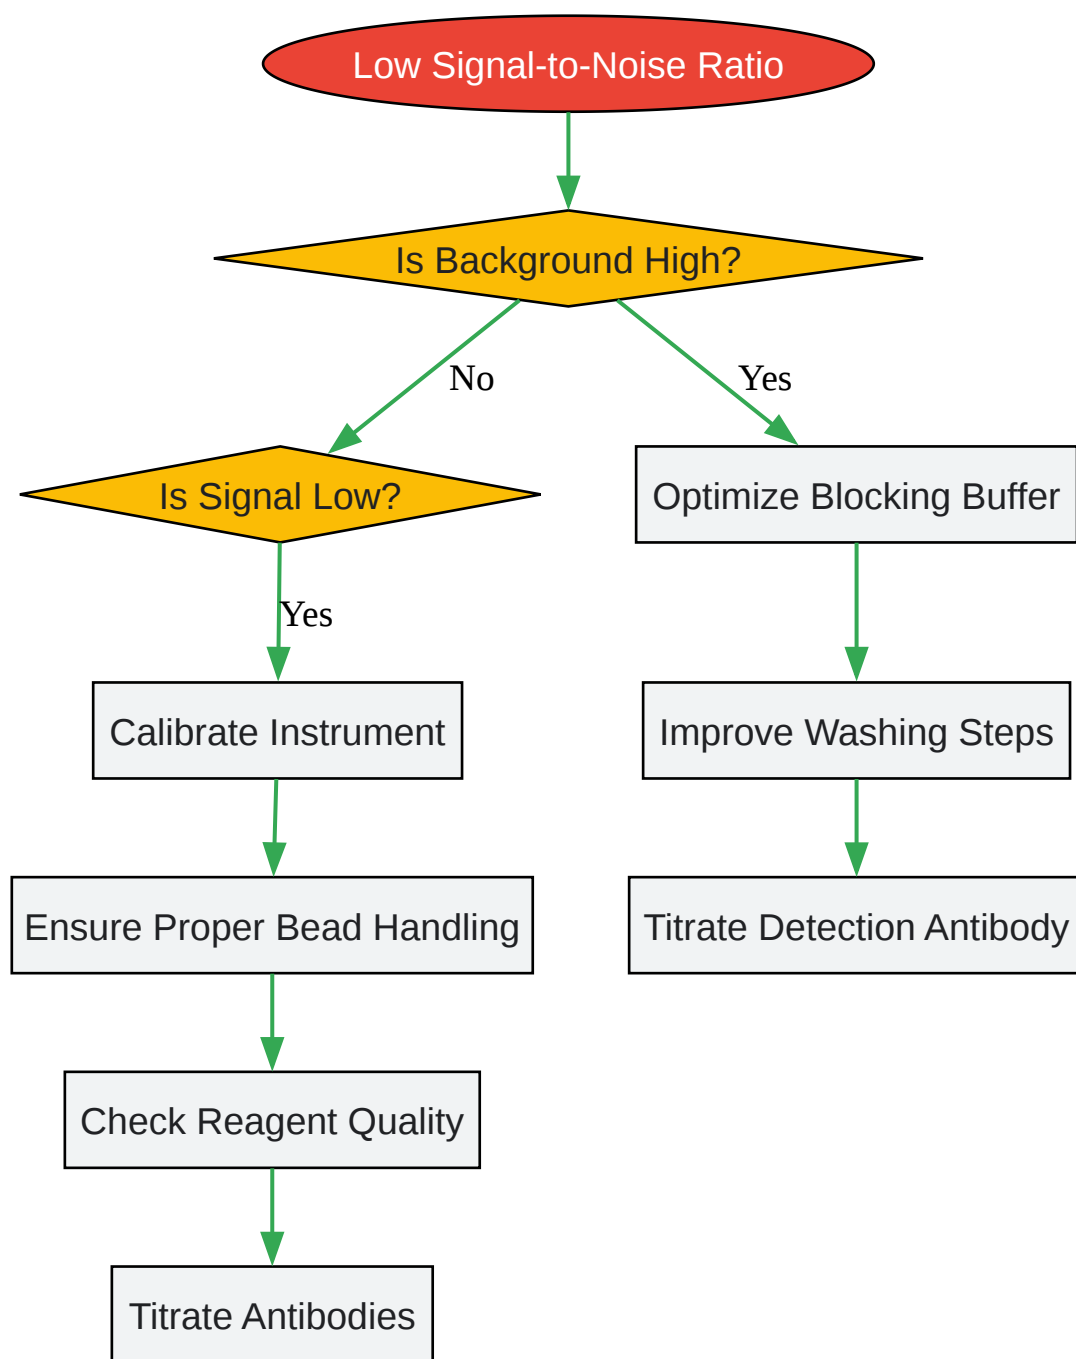 Low Signal-to-Noise Ratio
Is Background High?
No
Yes
Is Signal Low?
Optimize Blocking Buffer
Yes
Calibrate Instrument
Improve Washing Steps
Ensure Proper Bead Handling
Titrate Detection Antibody
Check Reagent Quality
Titrate Antibodies